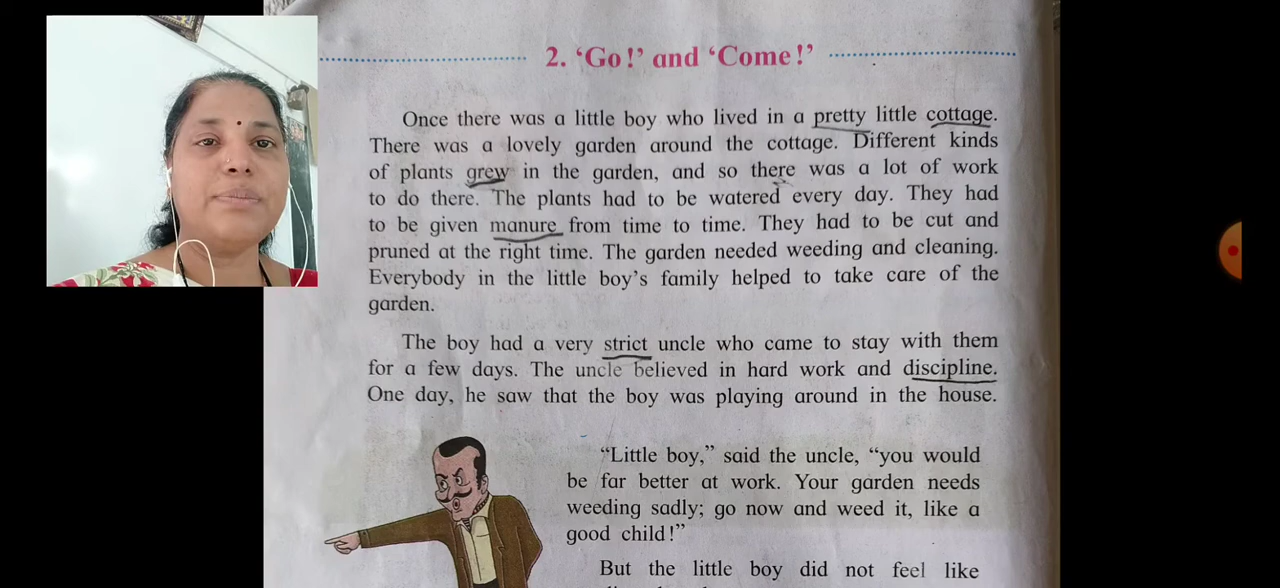 2. ‘Go!’ and ‘Come!’
Once there was a little boy who lived in a pretty little cottage.
There was a lovely garden around the cottage. Different kinds
of plants grew in the garden, and so there was a lot of work
to do there. The plants had to be watered every day. They had
to be given manure from time to time. They had to be cut and
pruned at the right time. The garden needed weeding and cleaning.
Everybody in the little boy’s family helped to take care of the
garden.
The boy had a very strict uncle who came to stay with them
for a few days. The uncle believed in hard work and discipline.
One day, he saw that the boy was playing around in the house.
“Little boy,” said the uncle, “you would
be far better at work. Your garden needs
weeding sadly; go now and weed it, like a
good child!”
But the little boy did not feel like